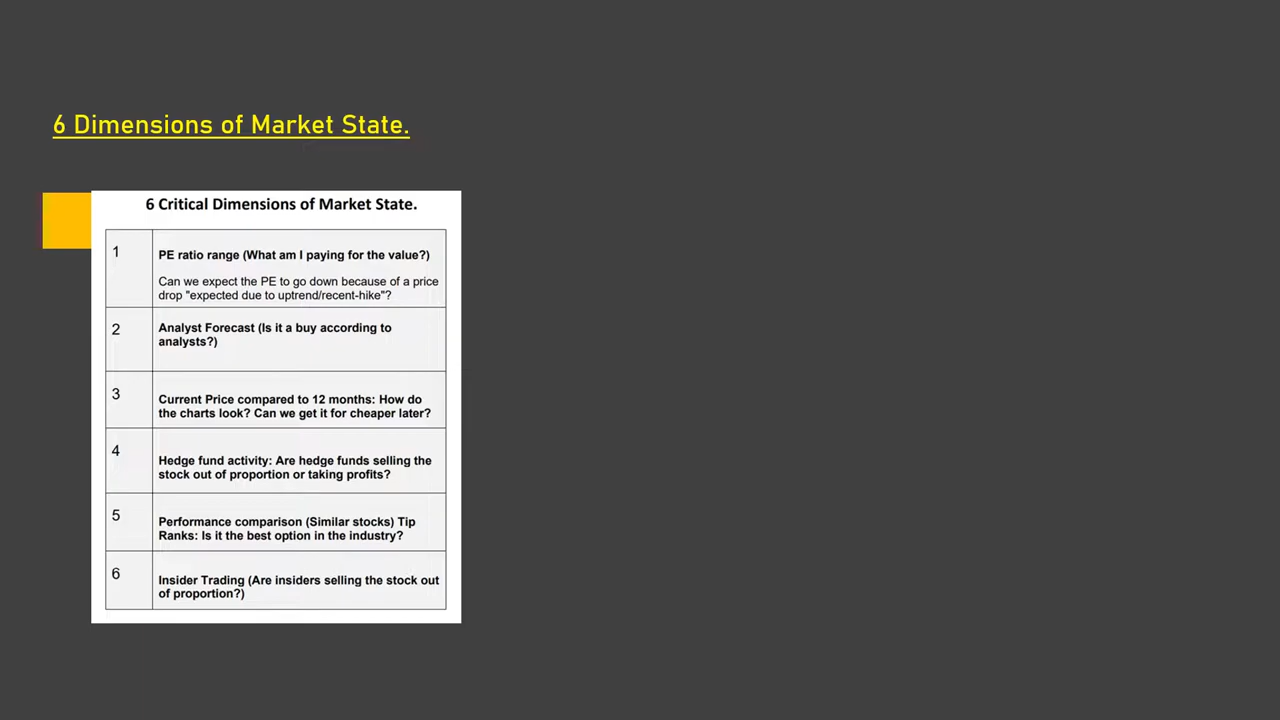 6 Dimensions of Market State.
6 Critical Dimensions of Market State.
1
PE ratio range (What am I paying for the value?)
Can we expect the PE to go down because of a price
drop "expected due to uptrend/recent-hike"?
2
Analyst Forecast (Is it a buy according to
analysts?)
3
Current Price compared to 12 months: How do
the charts look? Can we get it for cheaper later?
4
Hedge fund activity: Are hedge funds selling the
stock out of proportion or taking profits?
5
Performance comparison (Similar stocks) Tip
Ranks: Is it the best option in the industry?
6
Insider Trading (Are insiders selling the stock out
of proportion?)